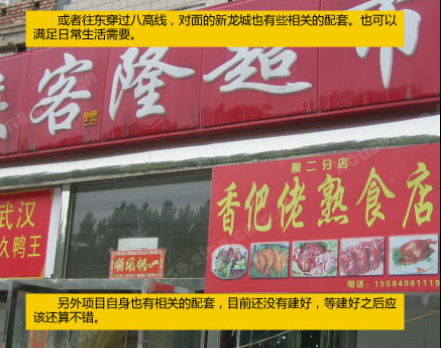 或者往东穿过八高线，对面的新龙城也有些相关的配套。也可以
满足日常生活需要。
客隆超市
第二分店
香巴佬熟食店
武汉
久鸭王
电话：15584981119
另外项目自身也有相关的配套，目前还没有建好，等建好之后应
该还算不错。